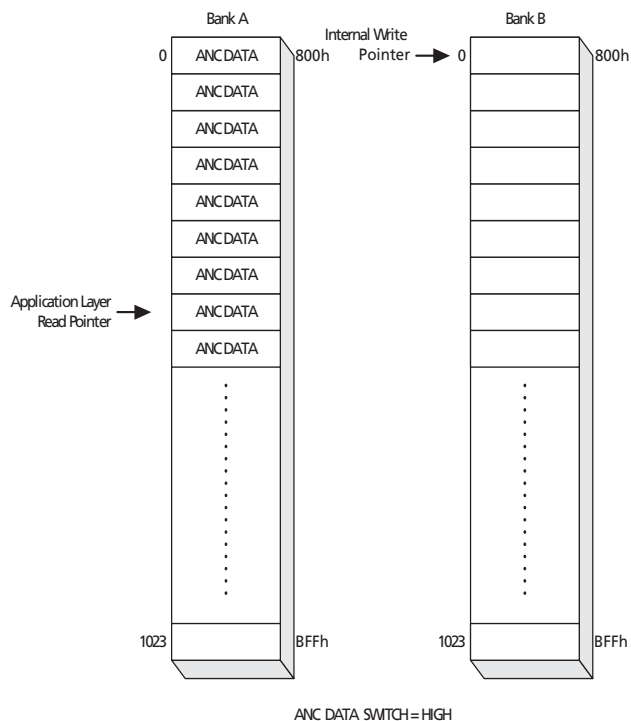 Bank A
0 ANC DATA 800h
ANC DATA
ANC DATA
ANC DATA
ANC DATA
ANC DATA
ANC DATA
Application Layer
Read Pointer
ANC DATA
ANC DATA
1023 BFFh
Bank B
Internal Write
Pointer
0 800h
1023 BFFh
ANC DATA SWITCH = HIGH